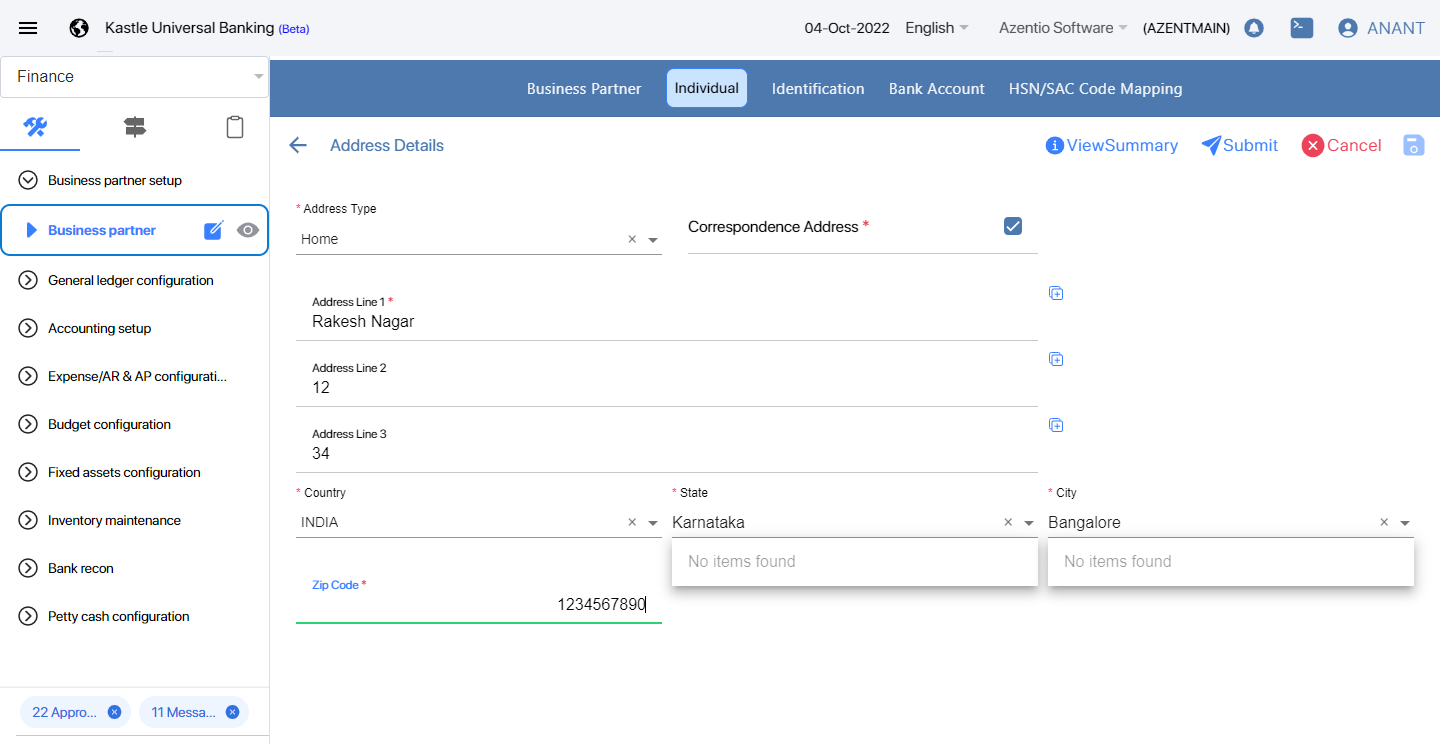 Kastle Universal Banking (Beta)
04-Oct-2022 English Azentio Software (AZENTMAIN) ANANT
Finance
Business Partner Individual Identification Bank Account HSN/SAC Code Mapping
Address Details
ViewSummary Submit Cancel
Business partner setup
Business partner
General ledger configuration
Accounting setup
Expense/AR & AP configurati...
Budget configuration
Fixed assets configuration
Inventory maintenance
Bank recon
Petty cash configuration
22 Appro... 11 Messa...
* Address Type
Home
Correspondence Address *
Address Line 1 *
Rakesh Nagar
Address Line 2
12
Address Line 3
34
* Country
INDIA
* State
Karnataka
No items found
* City
Bangalore
No items found
Zip Code *
1234567890